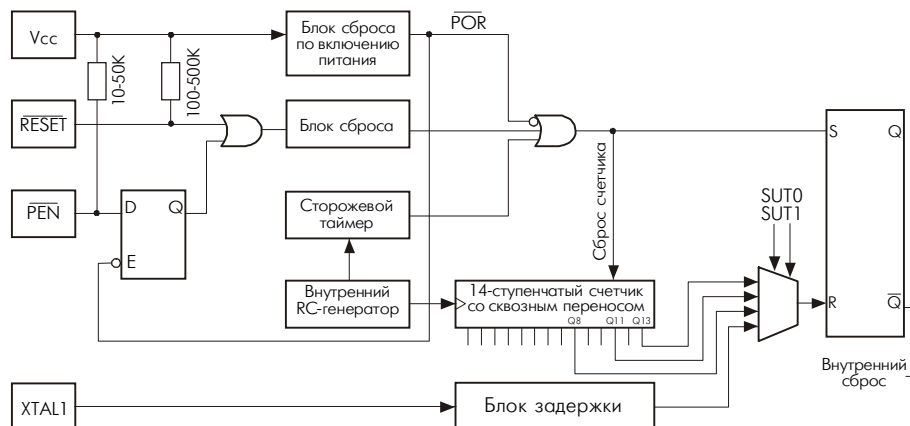 Vcc
Блок сброса
по включению
питания
POR
10-50K
100-500K
RESET
Блок сброса
S
Q
PEN
D
Q
E
Сторожевой
таймер
Сброс счетчика
SUT0
SUT1
Внутренний
RC-генератор
14-ступенчатый счетчик
со сквозным переносом
Q8
Q11
Q13
R
Q
Внутренний
сброс
XTAL1
Блок задержки